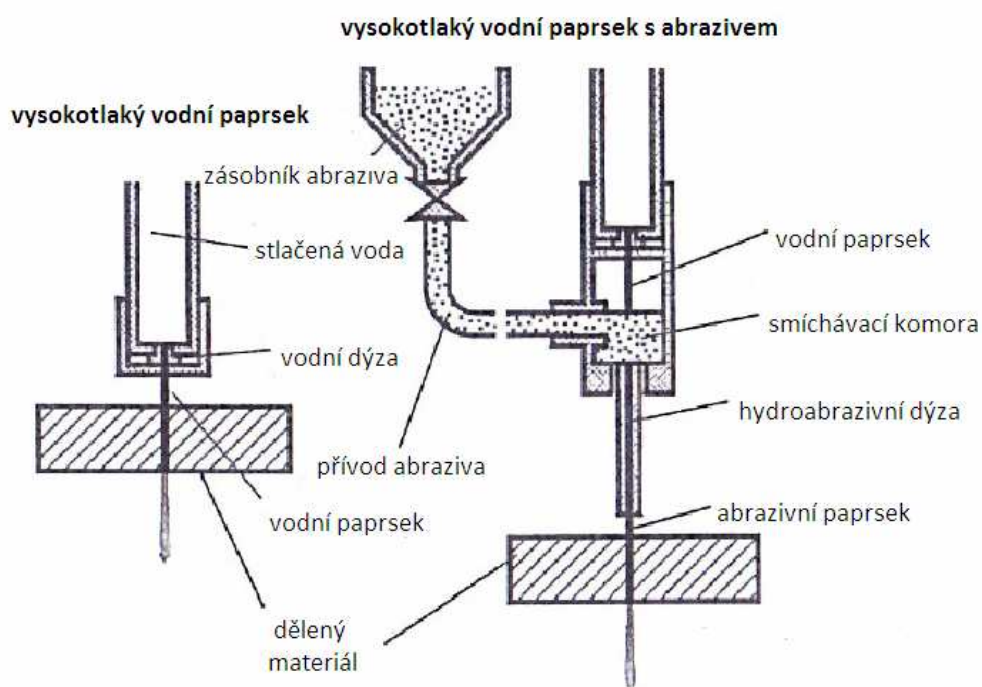 vysokotlaký vodní paprsek s abrazivem
vysokotlaký vodní paprsek
zásobník abraziva
stlačená voda
vodní paprsek
smíchávací komora
vodní dýza
hydroabrazivní dýza
přívod abraziva
vodní paprsek
abrazivní paprsek
dělený
materiál